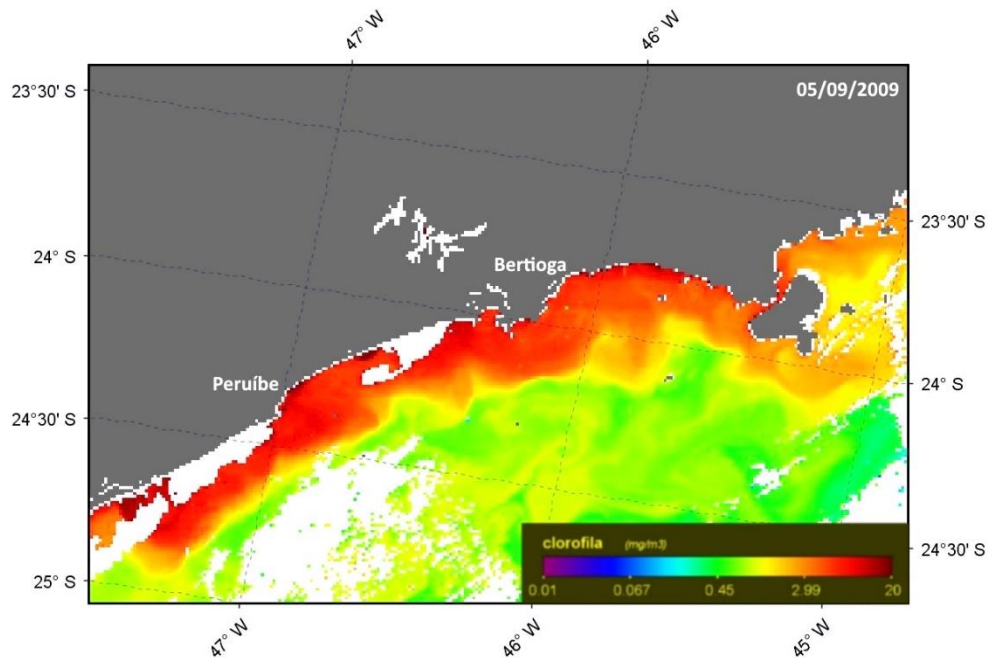 47° W
46° W
23°30' S
05/09/2009
23°30' S
24° S
Bertioga
Peruíbe
24° S
24°30' S
clorofila (mg/m3)
24°30' S
0.01 0.067 0.45 2.99 20
25° S
47° W
46° W
45° W